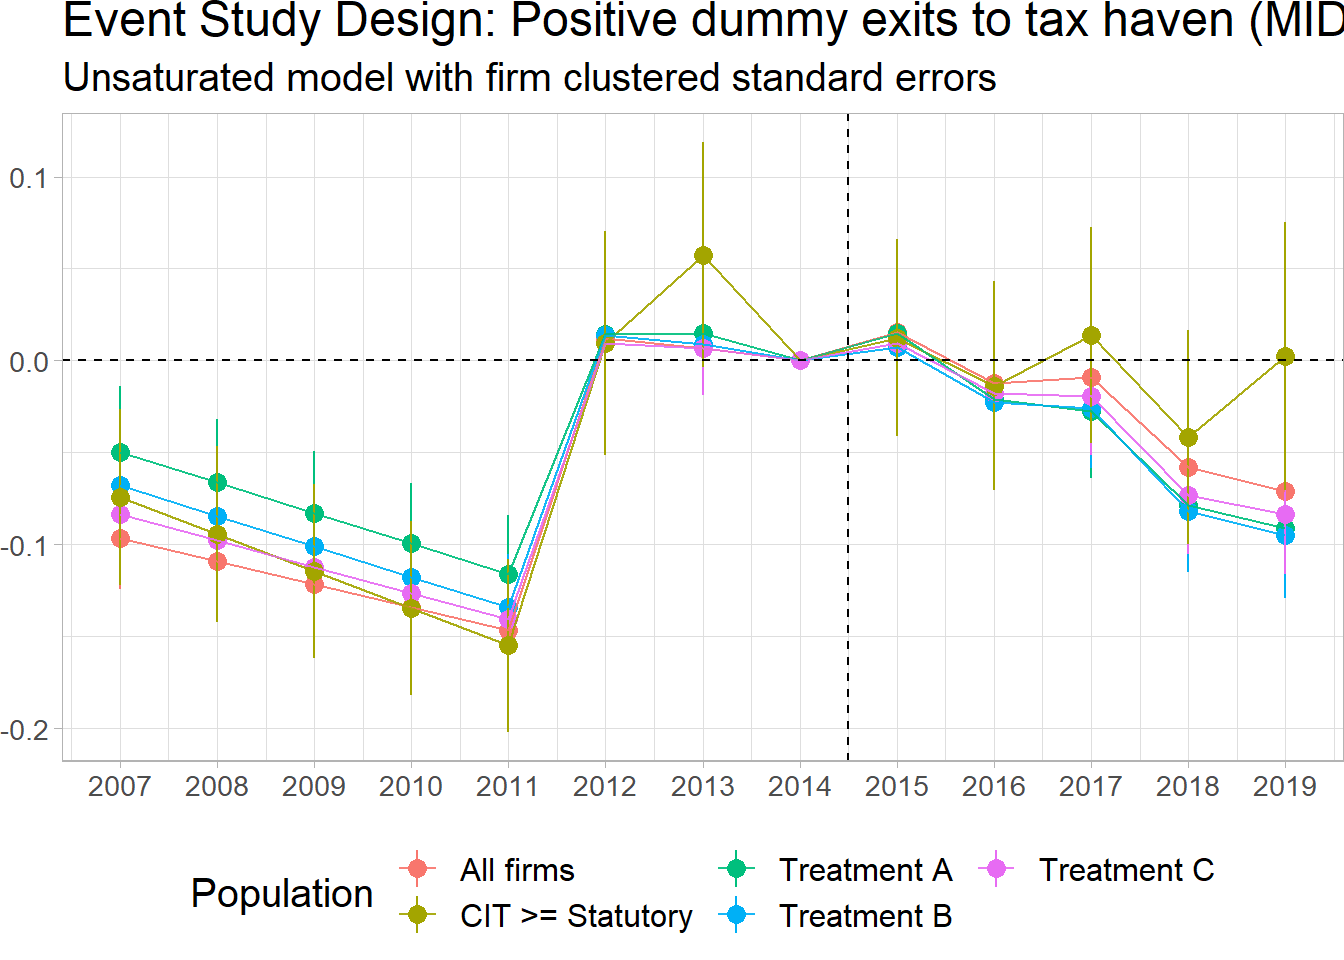 Event Study Design: Positive dummy exits to tax haven (MID
Unsaturated model with firm clustered standard errors
0.1
0.0
-0.1
-0.2
2007 2008 2009 2010 2011 2012 2013 2014 2015 2016 2017 2018 2019
Population
All firms
CIT >= Statutory
Treatment A
Treatment B
Treatment C